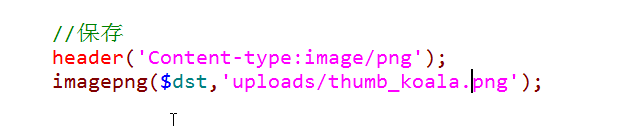 //保存
header('Content-type:image/png');
imagepng($dst,'uploads/thumb_koala.png');